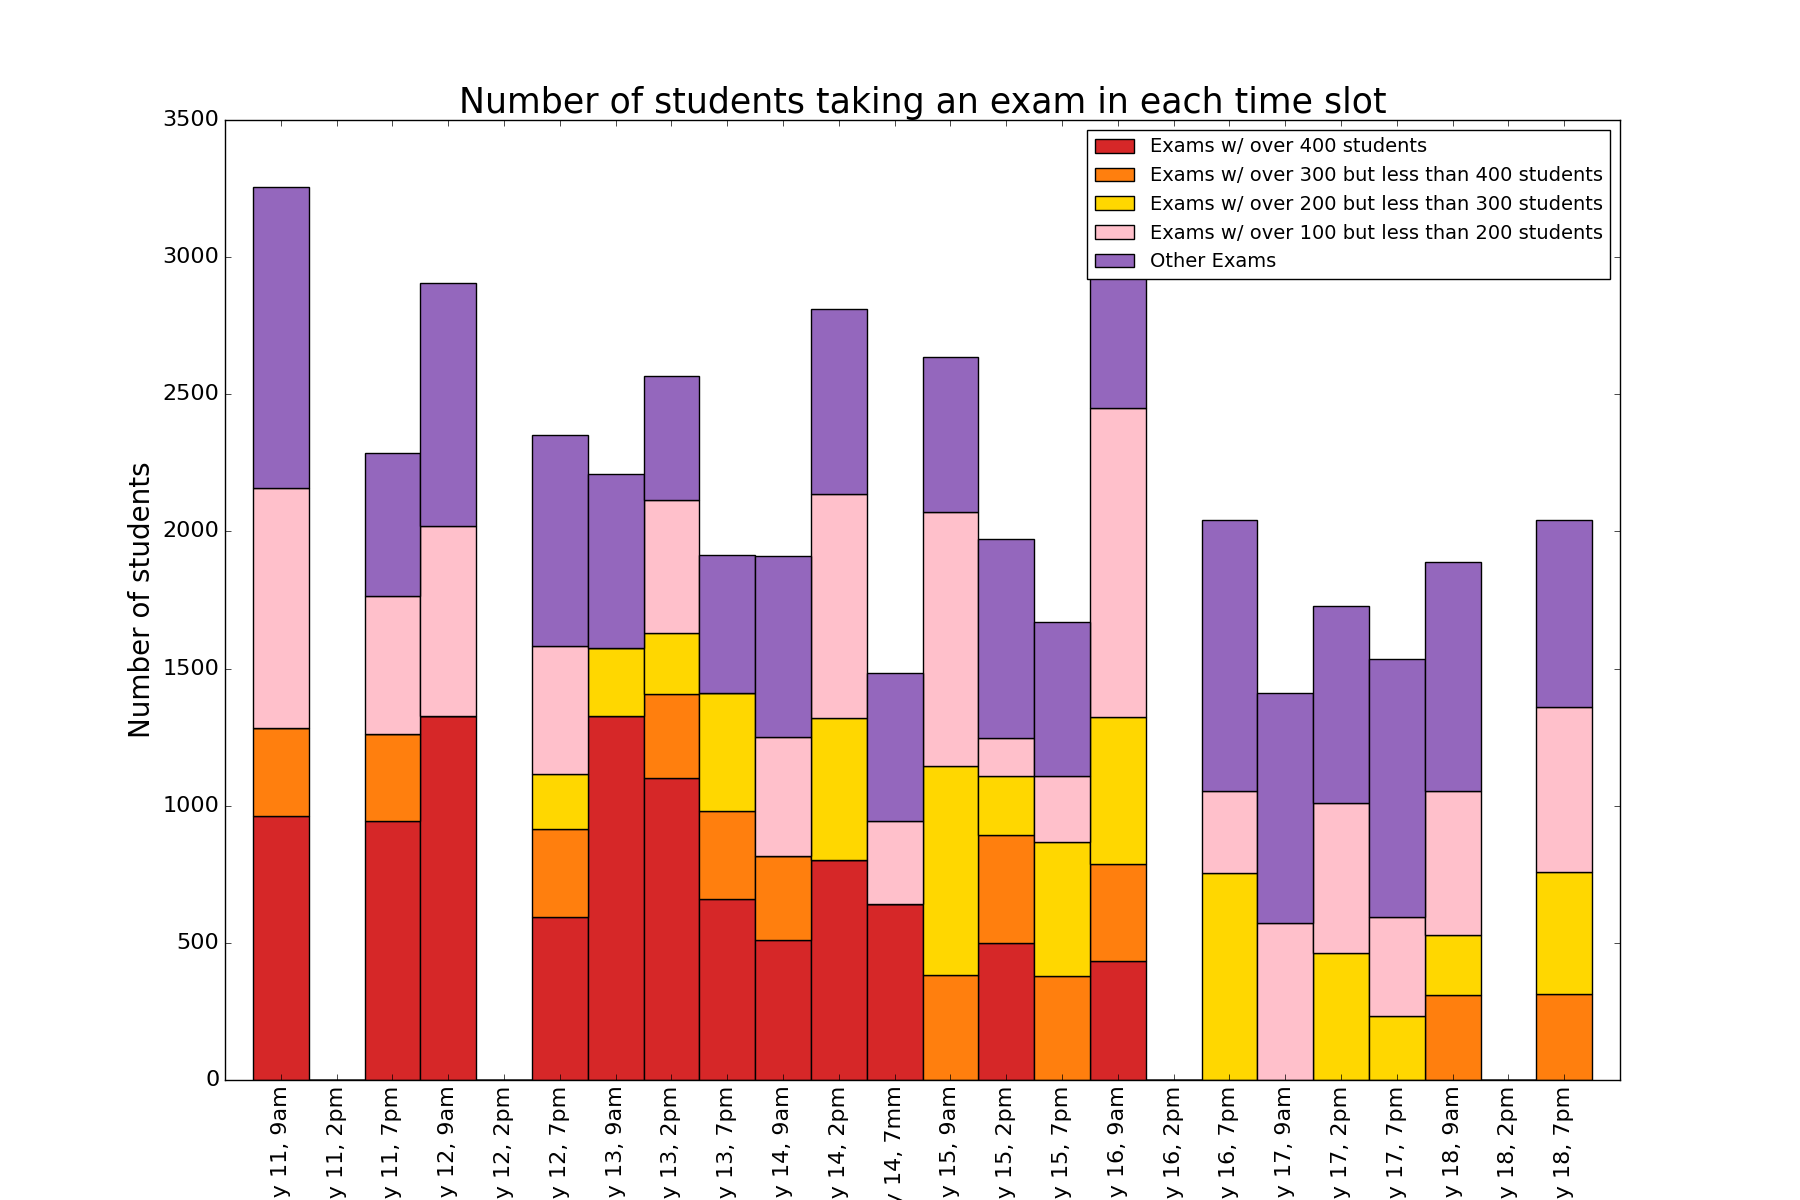 Number of students taking an exam in each time slot
Exams w/ over 400 students
Exams w/ over 300 but less than 400 students
Exams w/ over 200 but less than 300 students
Exams w/ over 100 but less than 200 students
Other Exams
Number of students
3500
3000
2500
2000
1500
1000
500
0
y 11, 9am
y 11, 2pm
y 11, 7pm
y 12, 9am
y 12, 2pm
y 12, 7pm
y 13, 9am
y 13, 2pm
y 13, 7pm
y 14, 9am
y 14, 2pm
y 14, 7mm
y 15, 9am
y 15, 2pm
y 15, 7pm
y 16, 9am
y 16, 2pm
y 16, 7pm
y 17, 9am
y 17, 2pm
y 17, 7pm
y 18, 9am
y 18, 2pm
y 18, 7pm